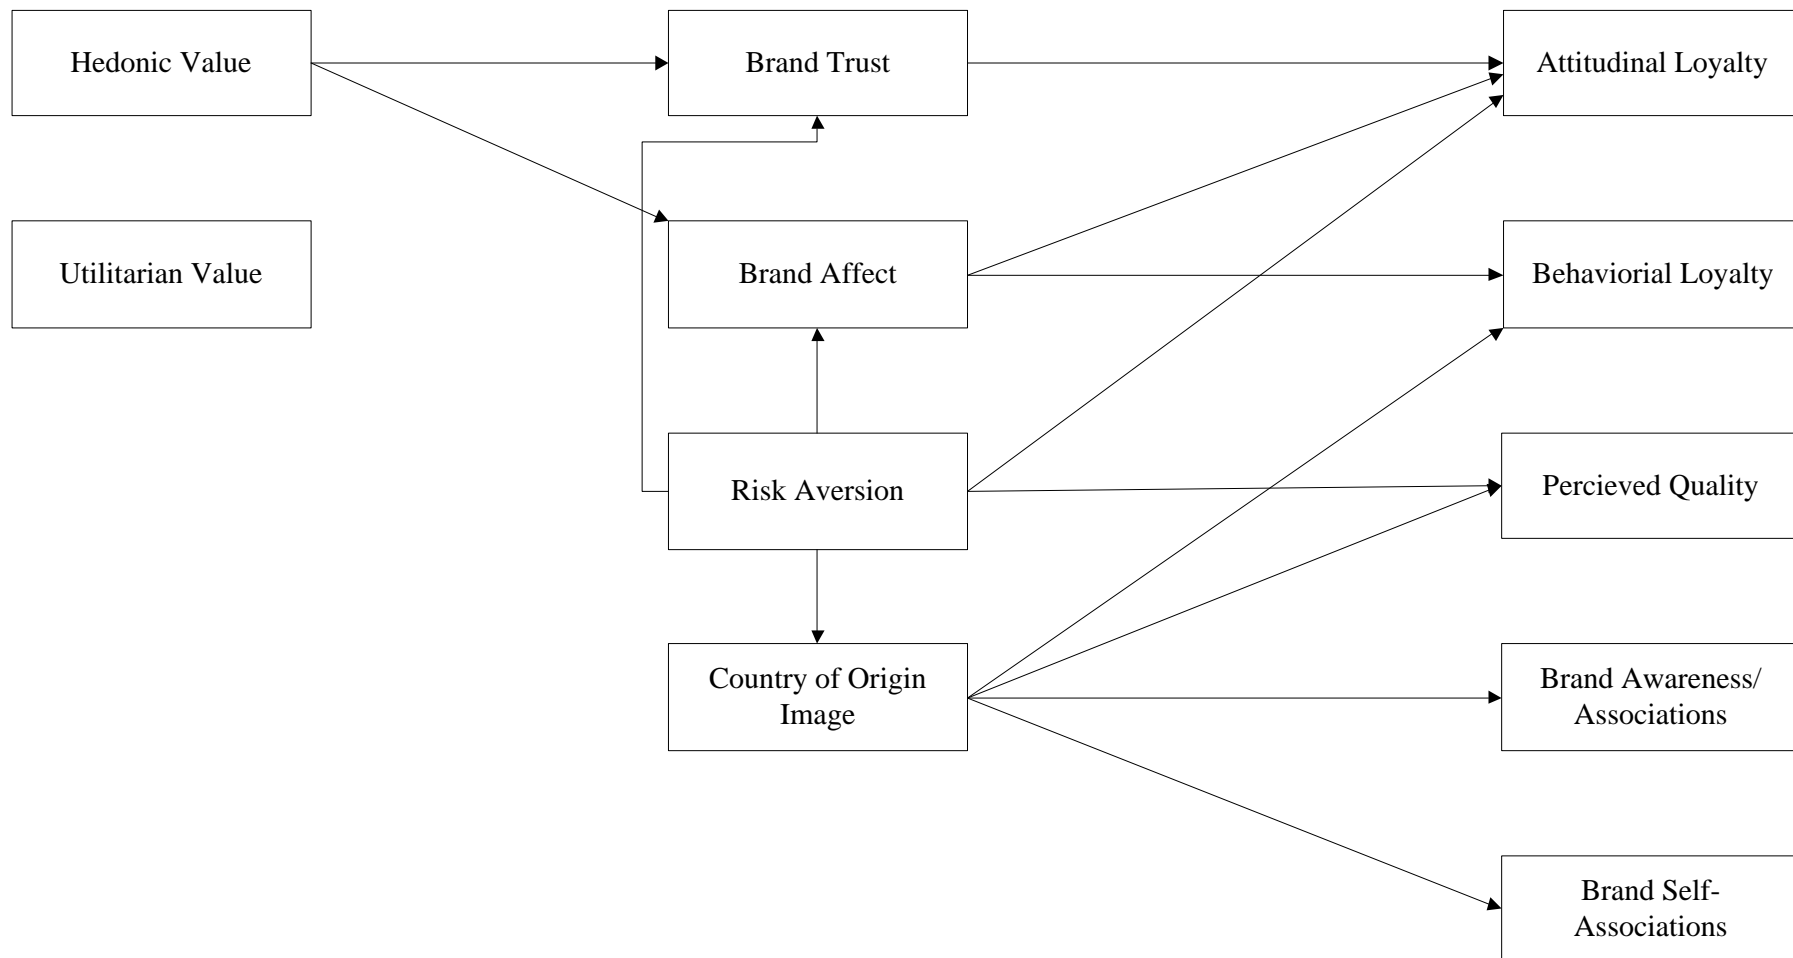 Hedonic Value
Brand Trust
Attitudinal Loyalty
Utilitarian Value
Brand Affect
Behaviorial Loyalty
Risk Aversion
Percieved Quality
Country of Origin
Image
Brand Awareness/
Associations
Brand Self-
Associations